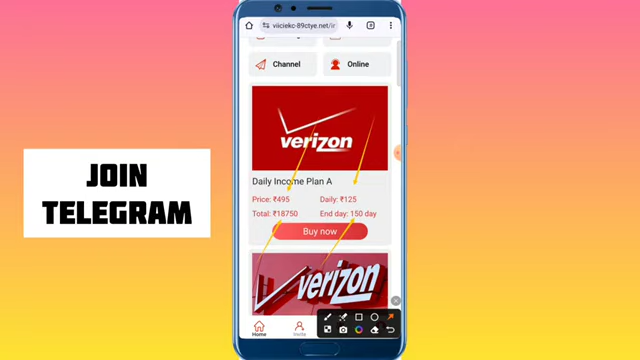 viiciekc-89ctye.net/ir
Channel
Online
verizon
Daily Income Plan A
Price: ₹495
Daily: ₹125
Total: ₹18750
End day: 150 day
Buy now
verizon
Home
Invite
JOIN
TELEGRAM